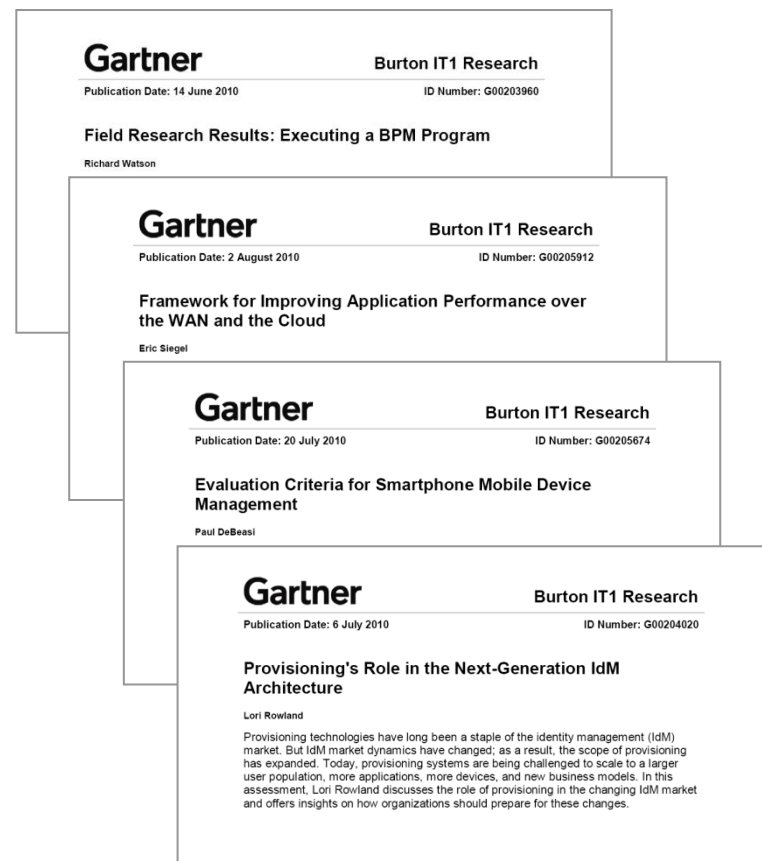 Gartner
Burton IT1 Research
Publication Date: 14 June 2010
ID Number: G00203960
Field Research Results: Executing a BPM Program
Richard Watson
Gartner
Burton IT1 Research
Publication Date: 2 August 2010
ID Number: G00205912
Framework for Improving Application Performance over
the WAN and the Cloud
Eric Siegel
Gartner
Burton IT1 Research
Publication Date: 20 July 2010
ID Number: G00205674
Evaluation Criteria for Smartphone Mobile Device
Management
Paul DeBeasi
Gartner
Burton IT1 Research
Publication Date: 6 July 2010
ID Number: G00204020
Provisioning's Role in the Next-Generation IdM
Architecture
Lori Rowland
Provisioning technologies have long been a staple of the identity management (IdM)
market. But IdM market dynamics have changed; as a result, the scope of provisioning
has expanded. Today, provisioning systems are being challenged to scale to a larger
user population, more applications, more devices, and new business models. In this
assessment, Lori Rowland discusses the role of provisioning in the changing IdM market
and offers insights on how organizations should prepare for these changes.